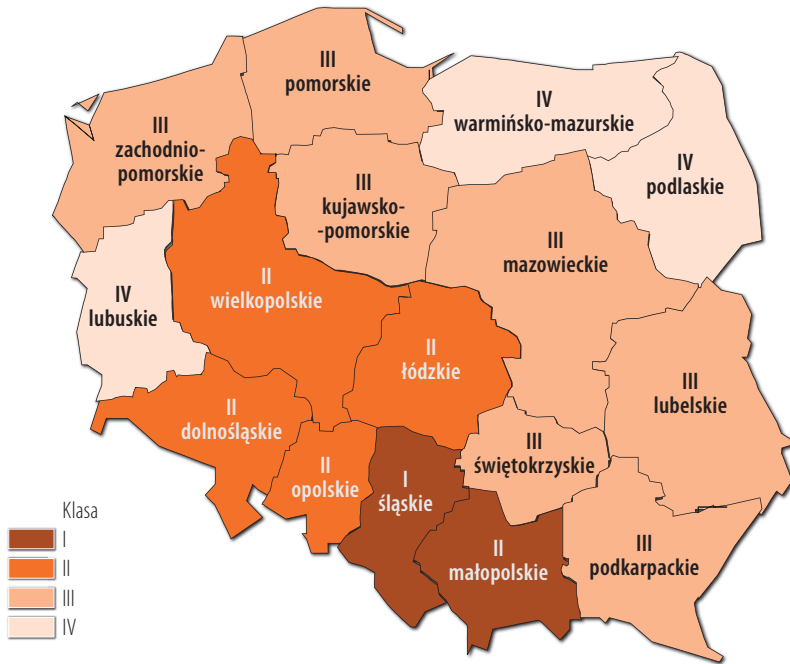 III
pomorskie
IV
warmińsko-mazurskie
III
zachodnio-
pomorskie
IV
podlaskie
III
kujawsko-
-pomorskie
III
mazowieckie
II
wielkopolskie
IV
lubuskie
II
łódzkie
III
lubelskie
II
dolnośląskie
III
świętokrzyskie
II
opolskie
I
śląskie
II
małopolskie
III
podkarpackie
Klasa
I
II
III
IV